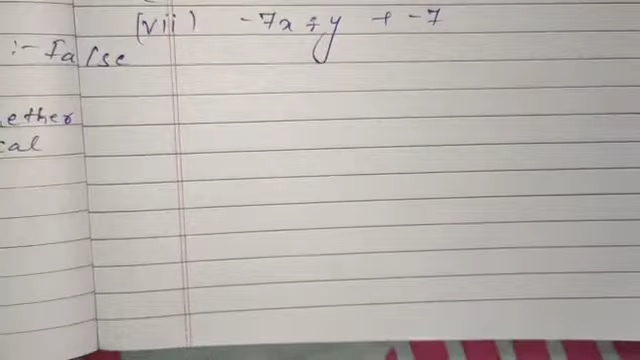 (vii) -7x ÷ y + -7
:- False
ether
cal